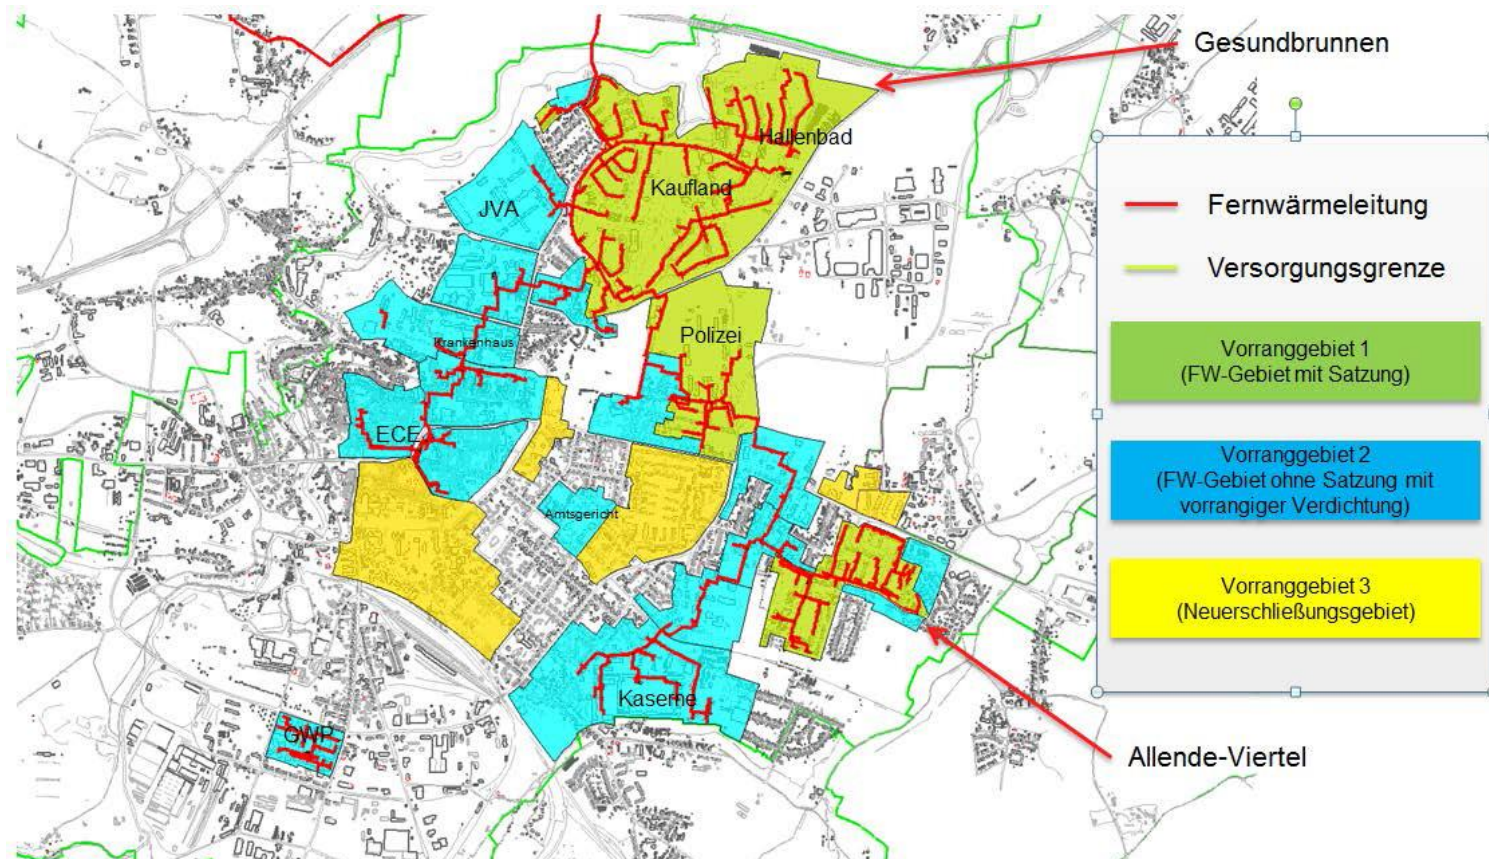 Gesundbrunnen
Hallenbad
Kaufland
JVA
Polizei
Krankenhaus
ECE
Amtsgericht
Kaserne
GWP
Allende-Viertel
Fernwärmeleitung
Versorgungsgrenze
Vorranggebiet 1
(FW-Gebiet mit Satzung)
Vorranggebiet 2
(FW-Gebiet ohne Satzung mit
vorrangiger Verdichtung)
Vorranggebiet 3
(Neuerschließungsgebiet)